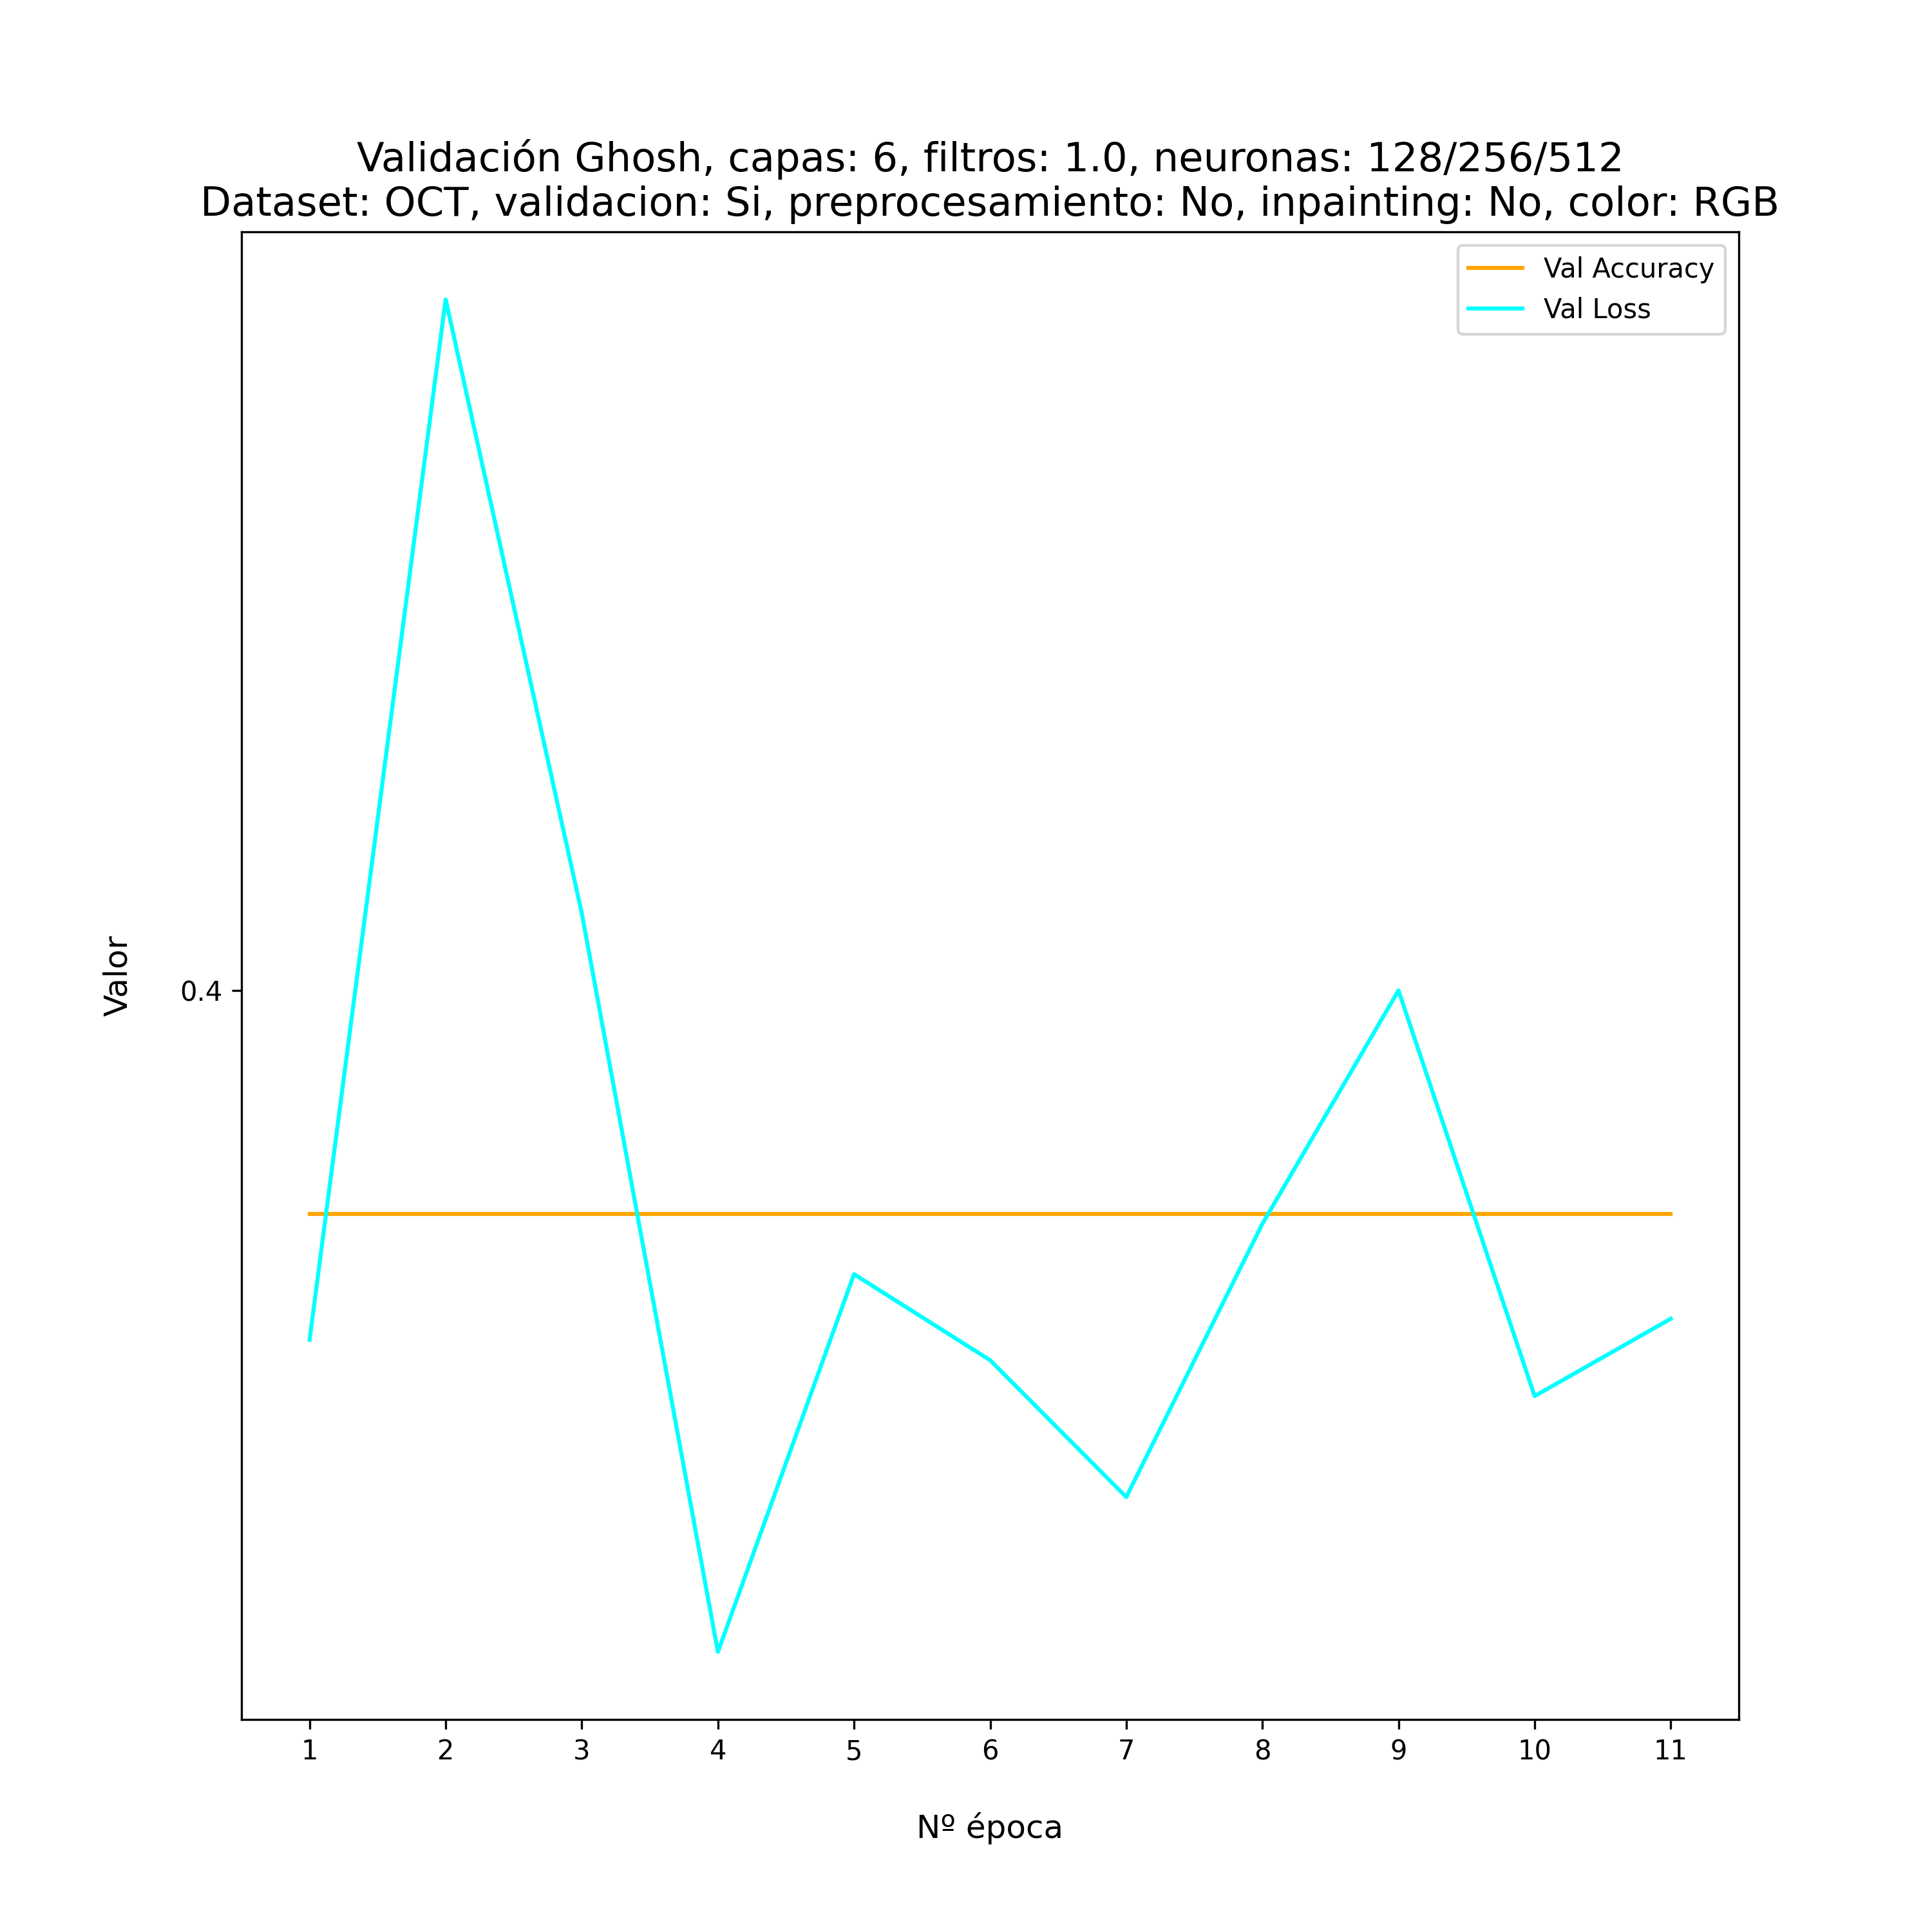 Validación Ghosh, capas: 6, filtros: 1.0, neuronas: 128/256/512
Dataset: OCT, validacion: Si, preprocesamiento: No, inpainting: No, color: RGB
Val Accuracy
Val Loss
Valor
0.4
1 2 3 4 5 6 7 8 9 10 11
Nº época